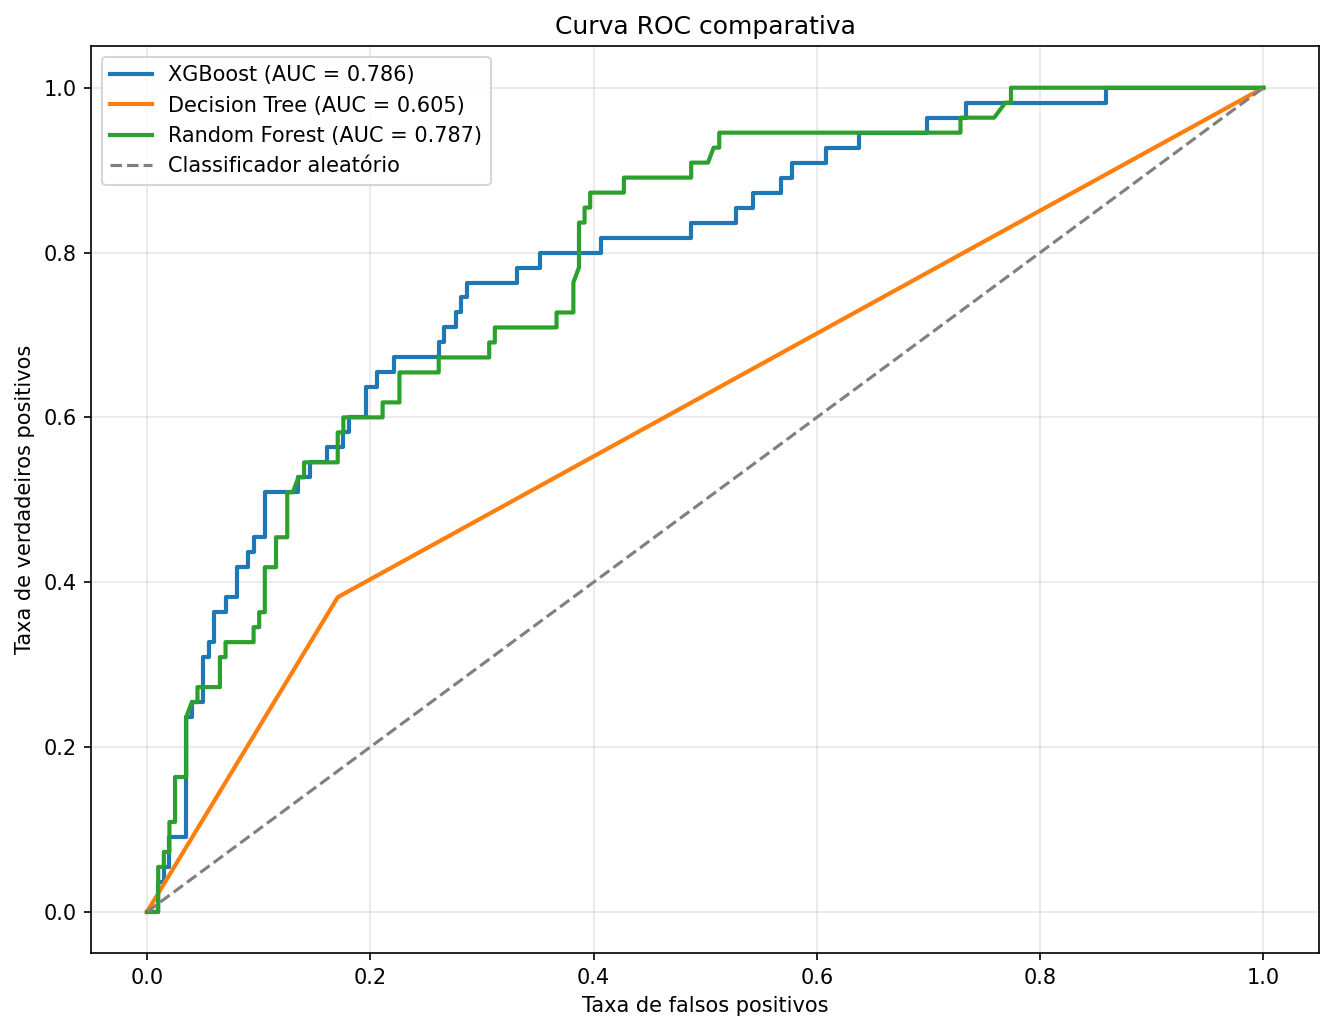 Curva ROC comparativa
XGBoost (AUC = 0.786)
Decision Tree (AUC = 0.605)
Random Forest (AUC = 0.787)
Classificador aleatório
Taxa de verdadeiros positivos
1.0
0.8
0.6
0.4
0.2
0.0
0.0 0.2 0.4 0.6 0.8 1.0
Taxa de falsos positivos